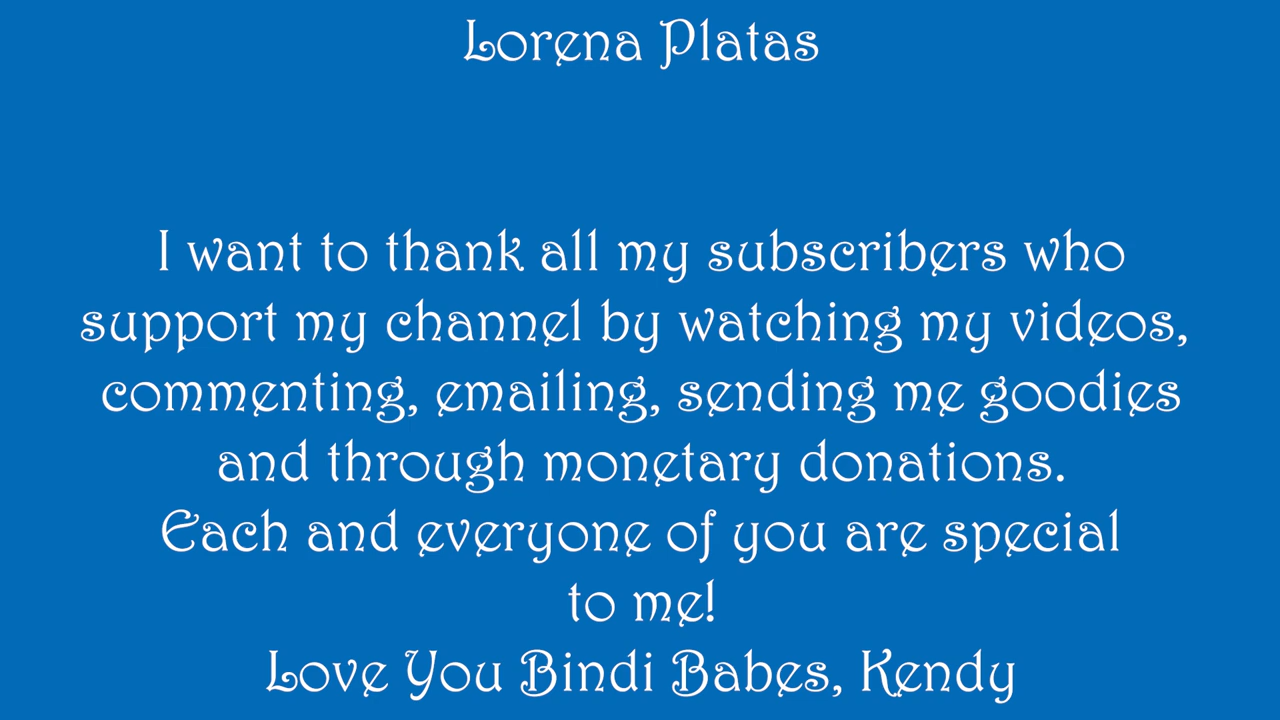 Lorena Platas
I want to thank all my subscribers who
support my channel by watching my videos,
commenting, emailing, sending me goodies
and through monetary donations.
Each and everyone of you are special
to me!
Love You Bindi Babes, Kendy